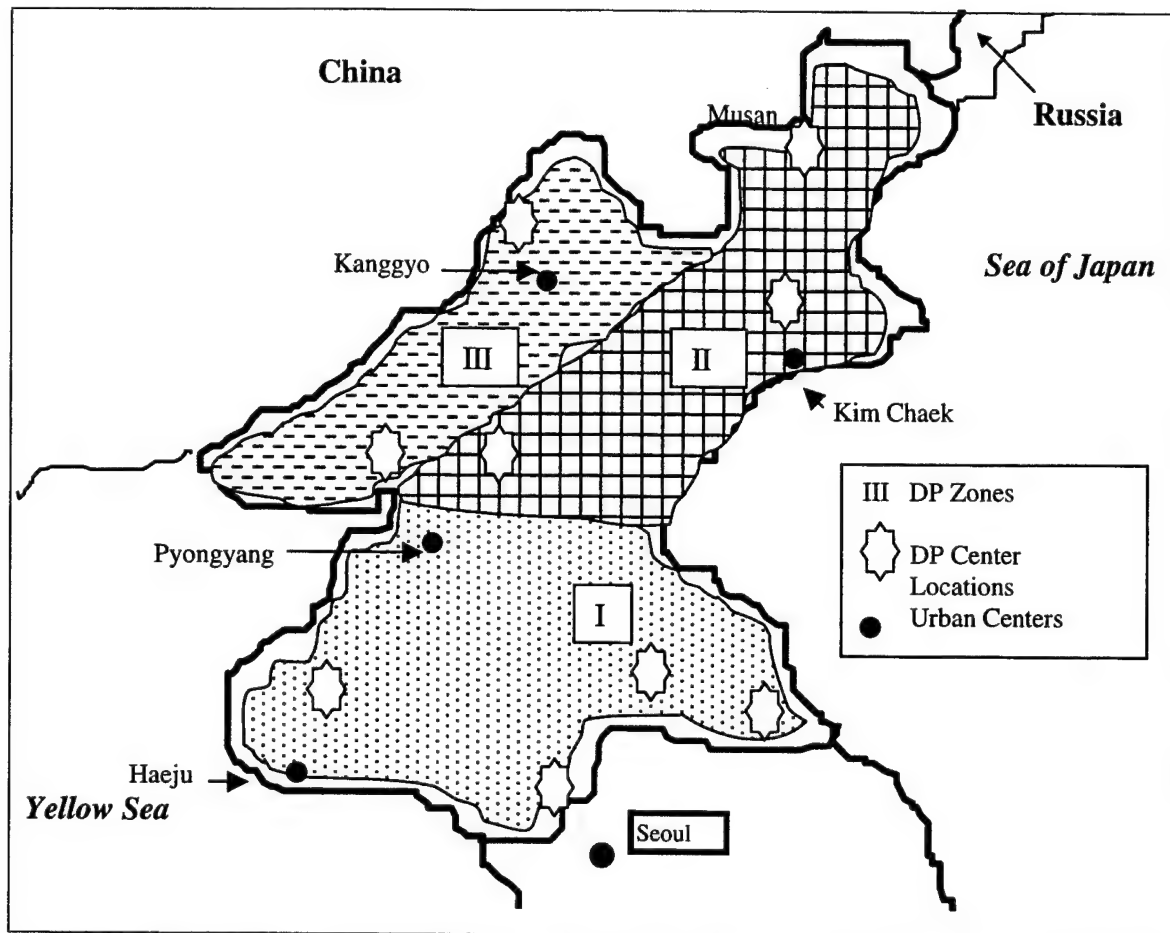 China
Musan
Russia
Kanggyo
Sea of Japan
III
II
Kim Chaek
III DP Zones
DP Center
Locations
Urban Centers
Pyongyang
I
Haeju
Yellow Sea
Seoul